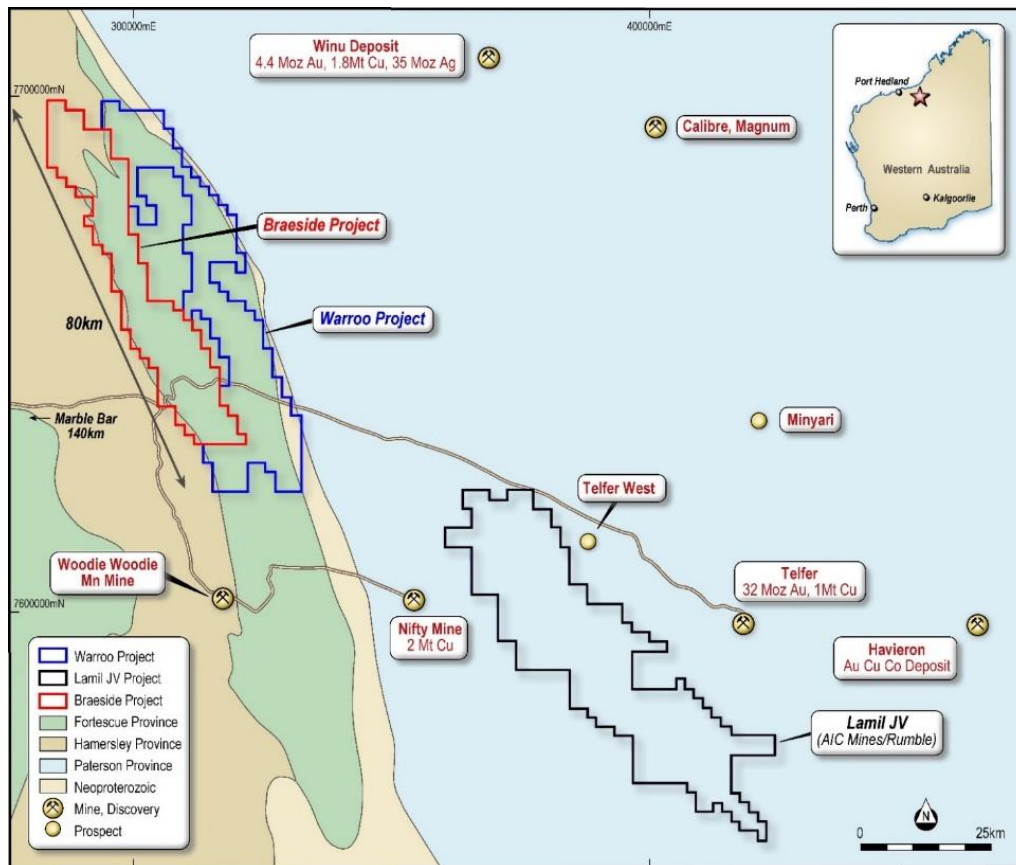 300000mE
400000mE
7700000mN
7600000mN
Winu Deposit
4.4 Moz Au, 1.8Mt Cu, 35 Moz Ag
Calibre, Magnum
Port Hedland
Western Australia
Perth
Kalgoorlie
Braeside Project
Warroo Project
80km
Marble Bar
140km
Minyari
Telfer West
Woodie Woodie
Mn Mine
Nifty Mine
2 Mt Cu
Telfer
32 Moz Au, 1Mt Cu
Havieron
Au Cu Co Deposit
Lamil JV
(AIC Mines/Rumble)
Warroo Project
Lamil JV Project
Braeside Project
Fortescue Province
Hamersley Province
Paterson Province
Neoproterozoic
Mine, Discovery
Prospect
N
0 25km